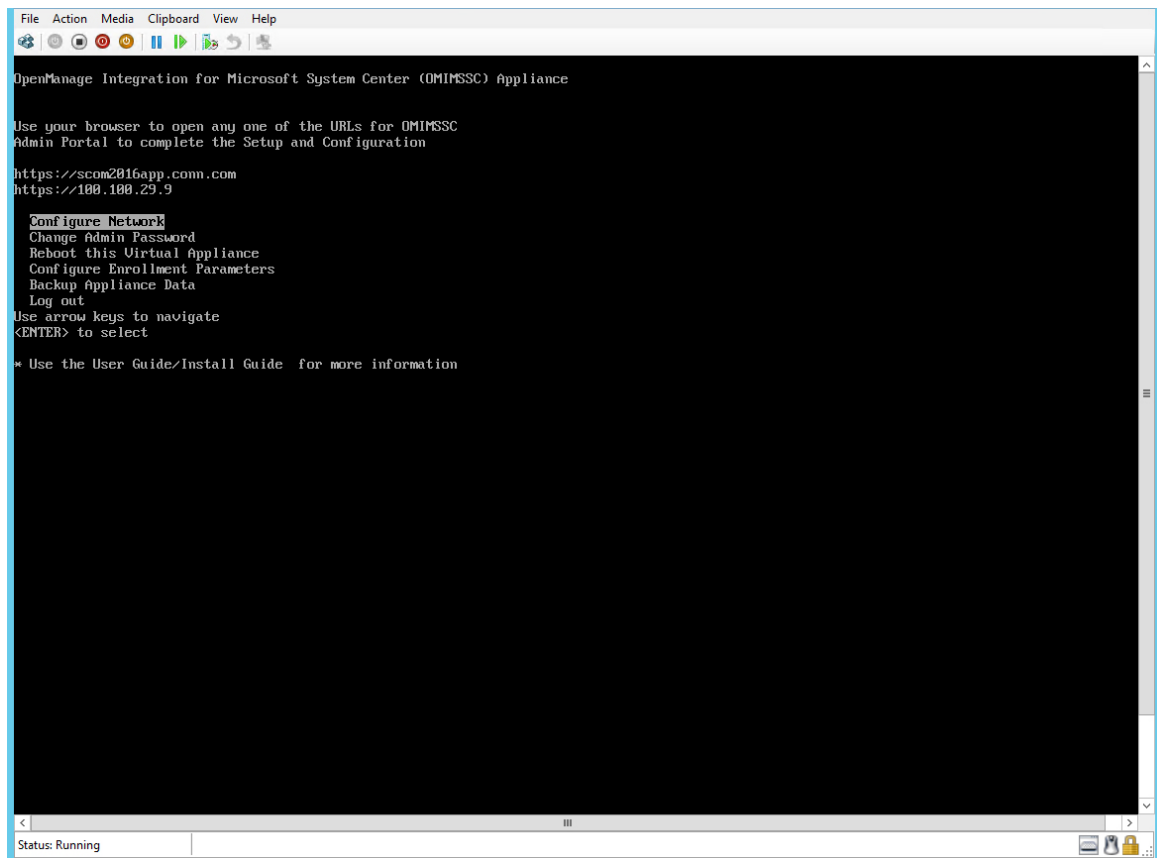 File Action Media Clipboard View Help
OpenManage Integration for Microsoft System Center (OMIMSSC) Appliance
Use your browser to open any one of the URLs for OMIMSSC
Admin Portal to complete the Setup and Configuration
https://scom2016app.conn.com
https://100.100.29.9
Configure Network
Change Admin Password
Reboot this Virtual Appliance
Configure Enrollment Parameters
Backup Appliance Data
Log out
Use arrow keys to navigate
<ENTER> to select
* Use the User Guide/Install Guide  for more information
Status: Running